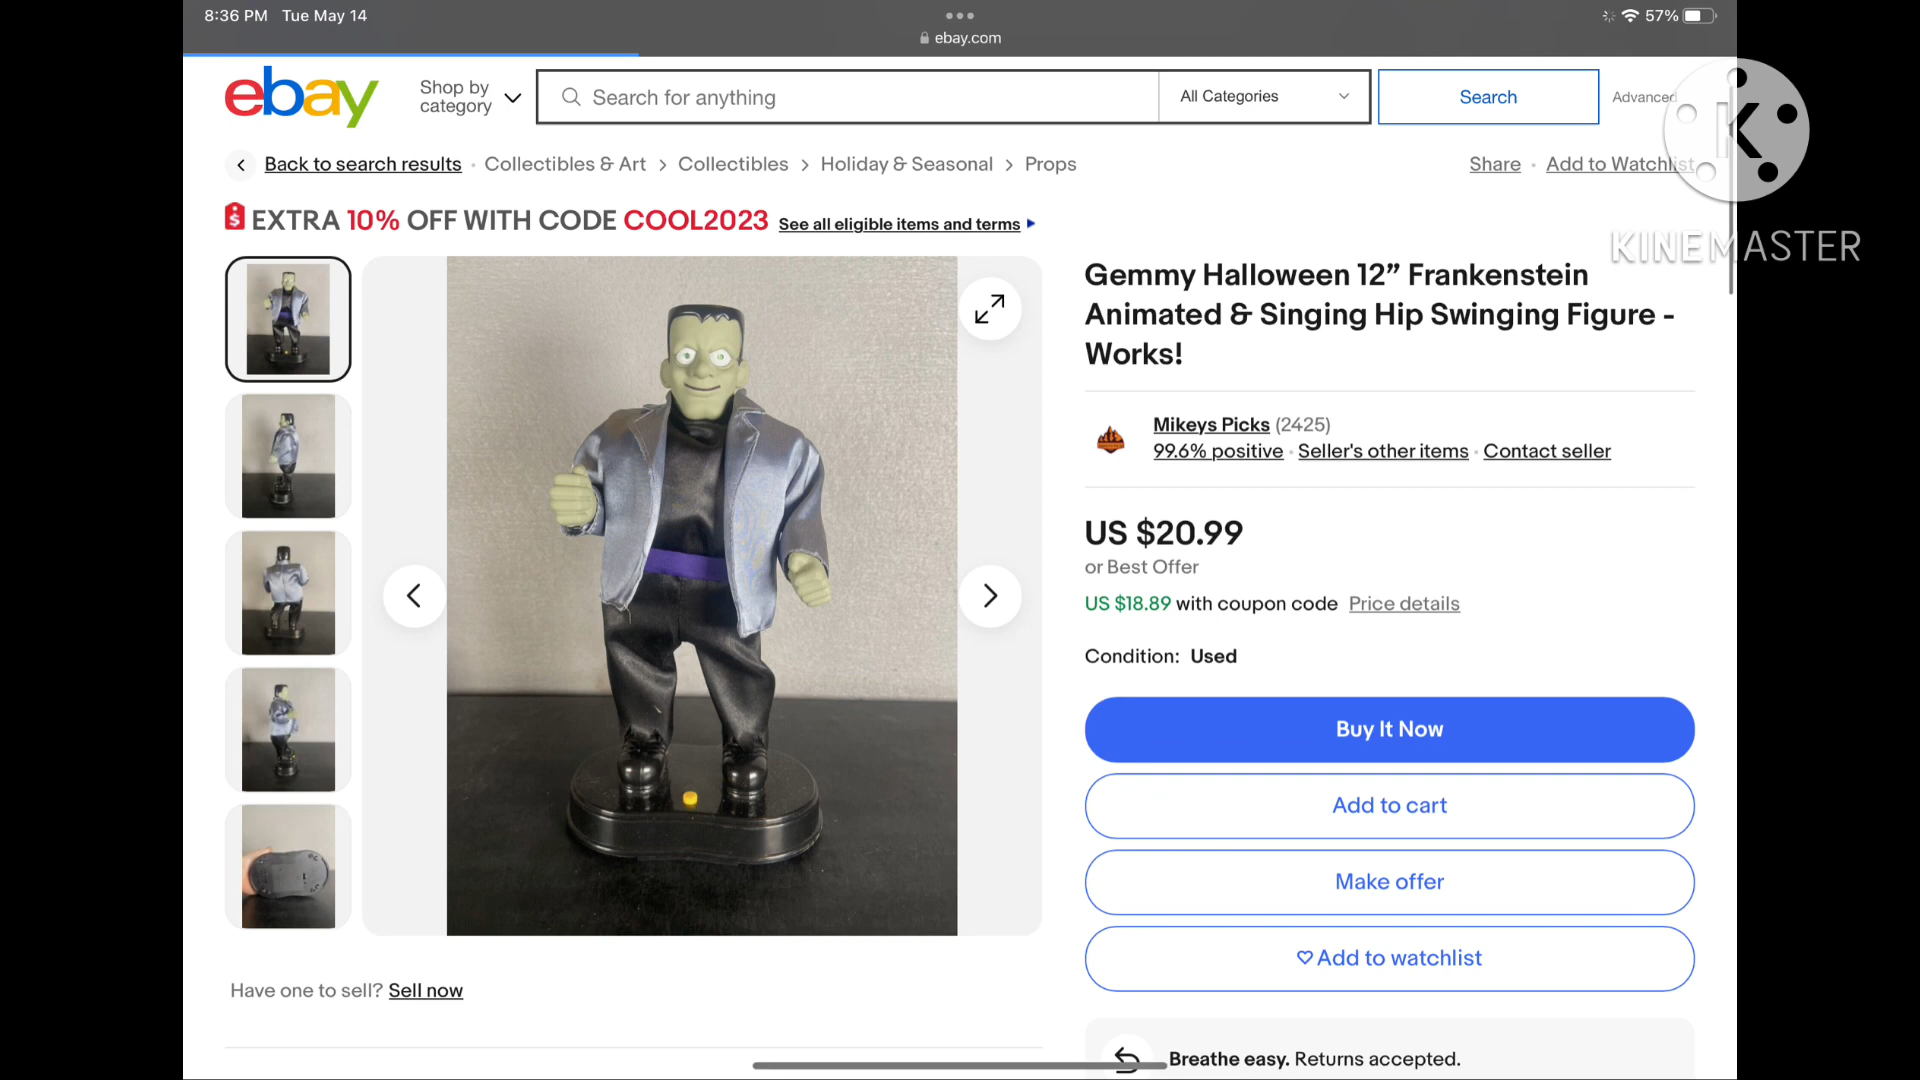 8:36 PM Tue May 14
57%
ebay.com
ebay
Shop by
category
Search for anything
All Categories
Search
Advanced
KINEMASTER
Back to search results · Collectibles & Art > Collectibles > Holiday & Seasonal > Props
Share · Add to Watchlist
EXTRA 10% OFF WITH CODE COOL2023 See all eligible items and terms
Gemmy Halloween 12” Frankenstein
Animated & Singing Hip Swinging Figure -
Works!
Mikeys Picks (2425)
99.6% positive · Seller's other items · Contact seller
US $20.99
or Best Offer
US $18.89 with coupon code Price details
Condition: Used
Buy It Now
Add to cart
Make offer
Add to watchlist
Have one to sell? Sell now
Breathe easy. Returns accepted.